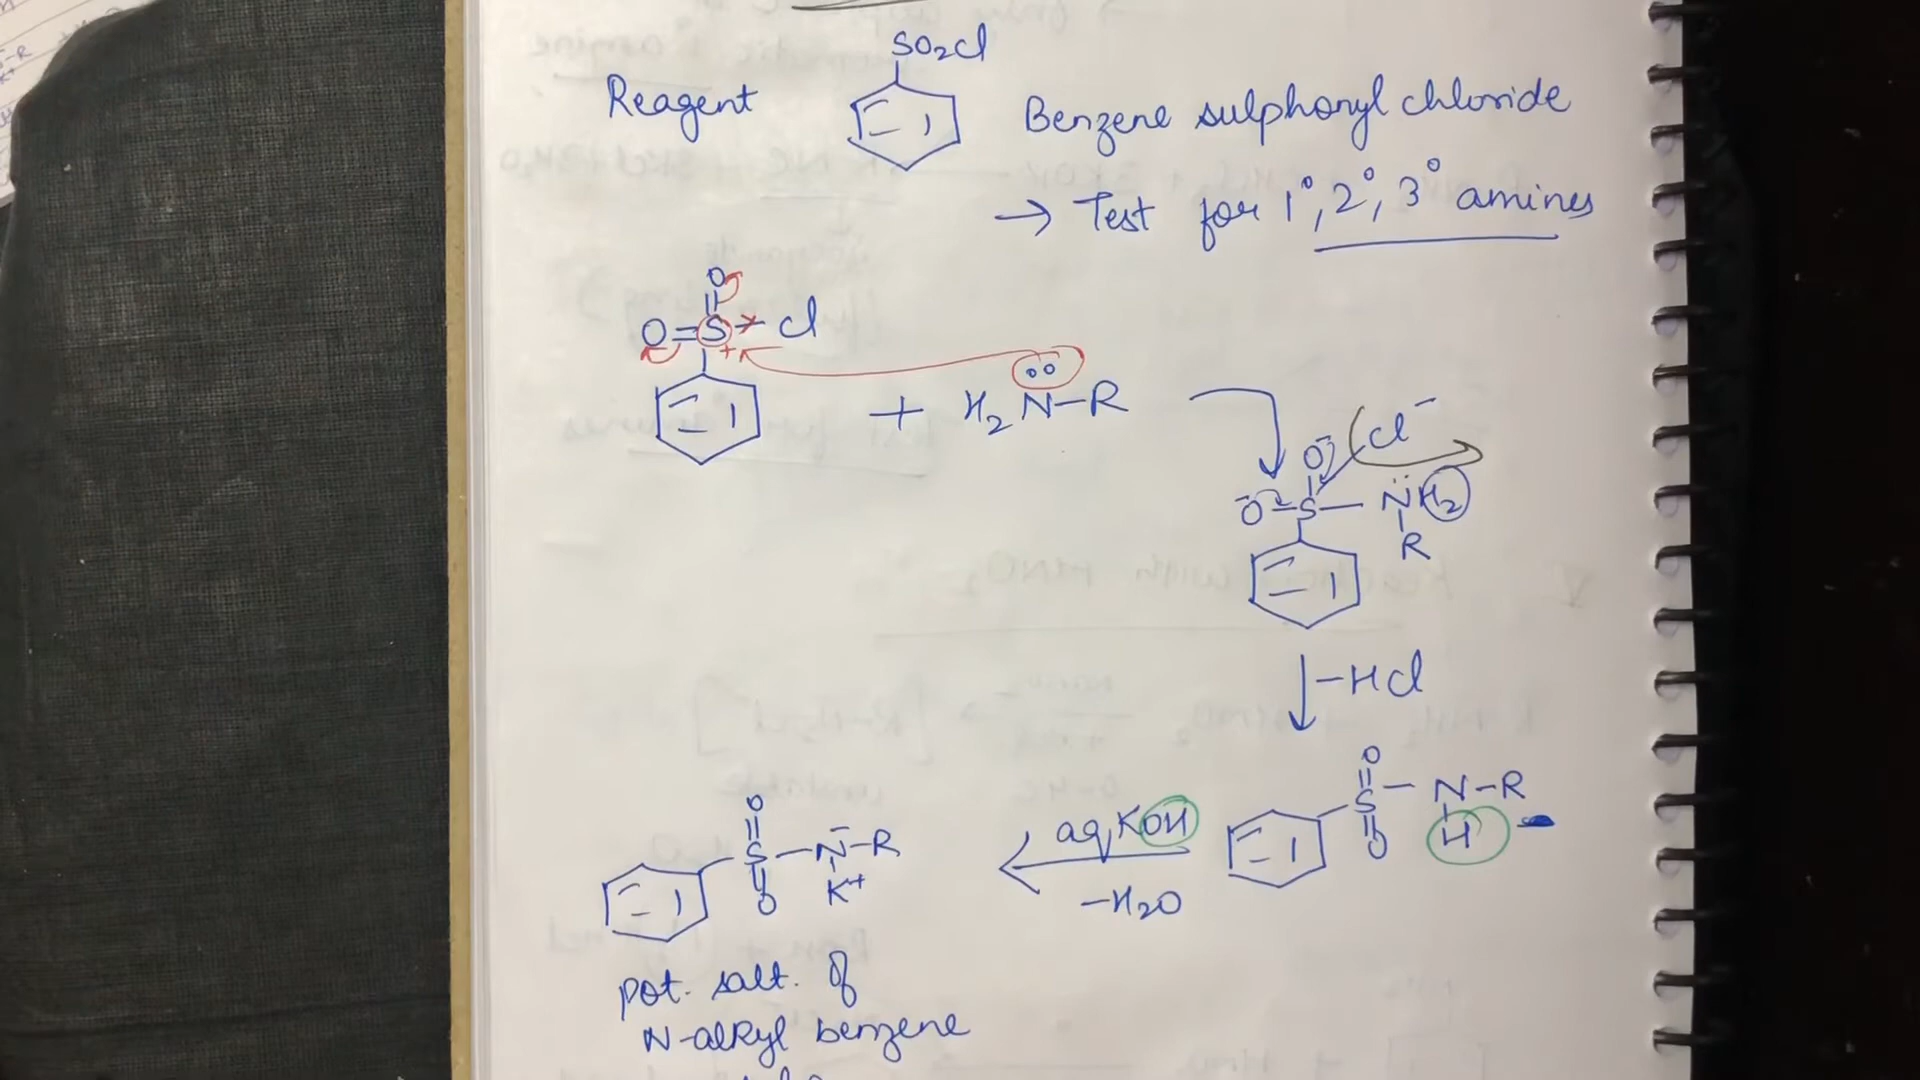 SO2Cl
Reagent Benzene sulphonyl chloride
→ Test for 1°, 2°, 3° amines
O
O=S-Cl
+
+ H2N-R
Cl-
O
O-S-NH2
R
-HCl
O
S-N-R
O H
aq KOH
-H2O
O
S-N-R
O K+
pot. salt. of
N-alkyl benzene